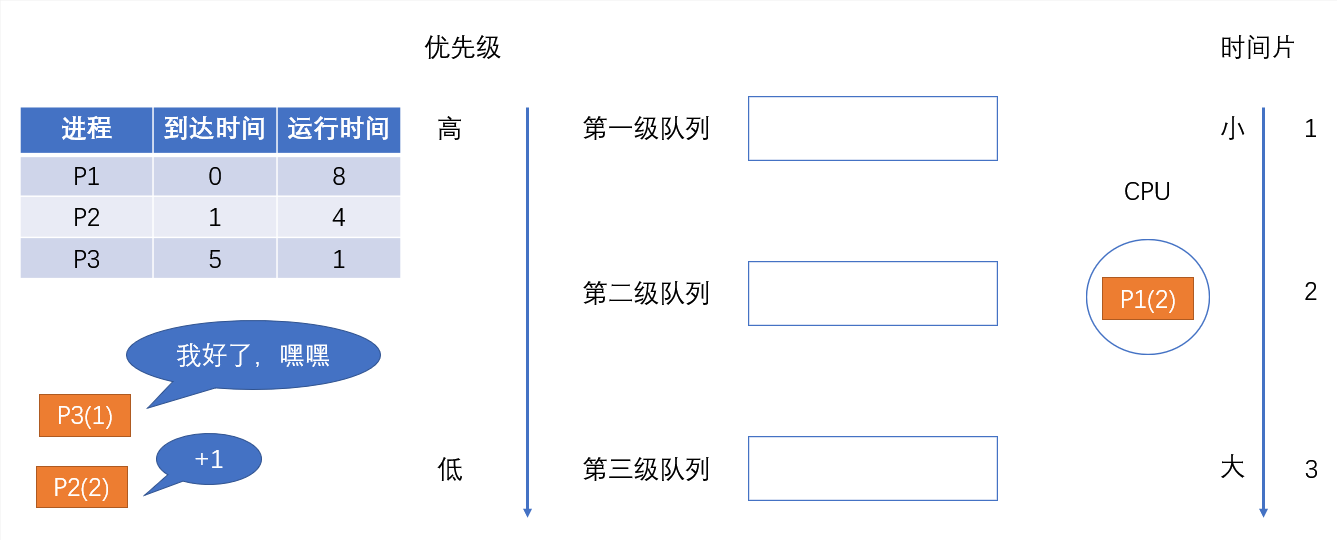 优先级
时间片
进程 到达时间 运行时间
P1 0 8
P2 1 4
P3 5 1
高
第一级队列
小
1
CPU
第二级队列
P1(2)
2
我好了，嘿嘿
P3(1)
+1
P2(2)
低
第三级队列
大
3